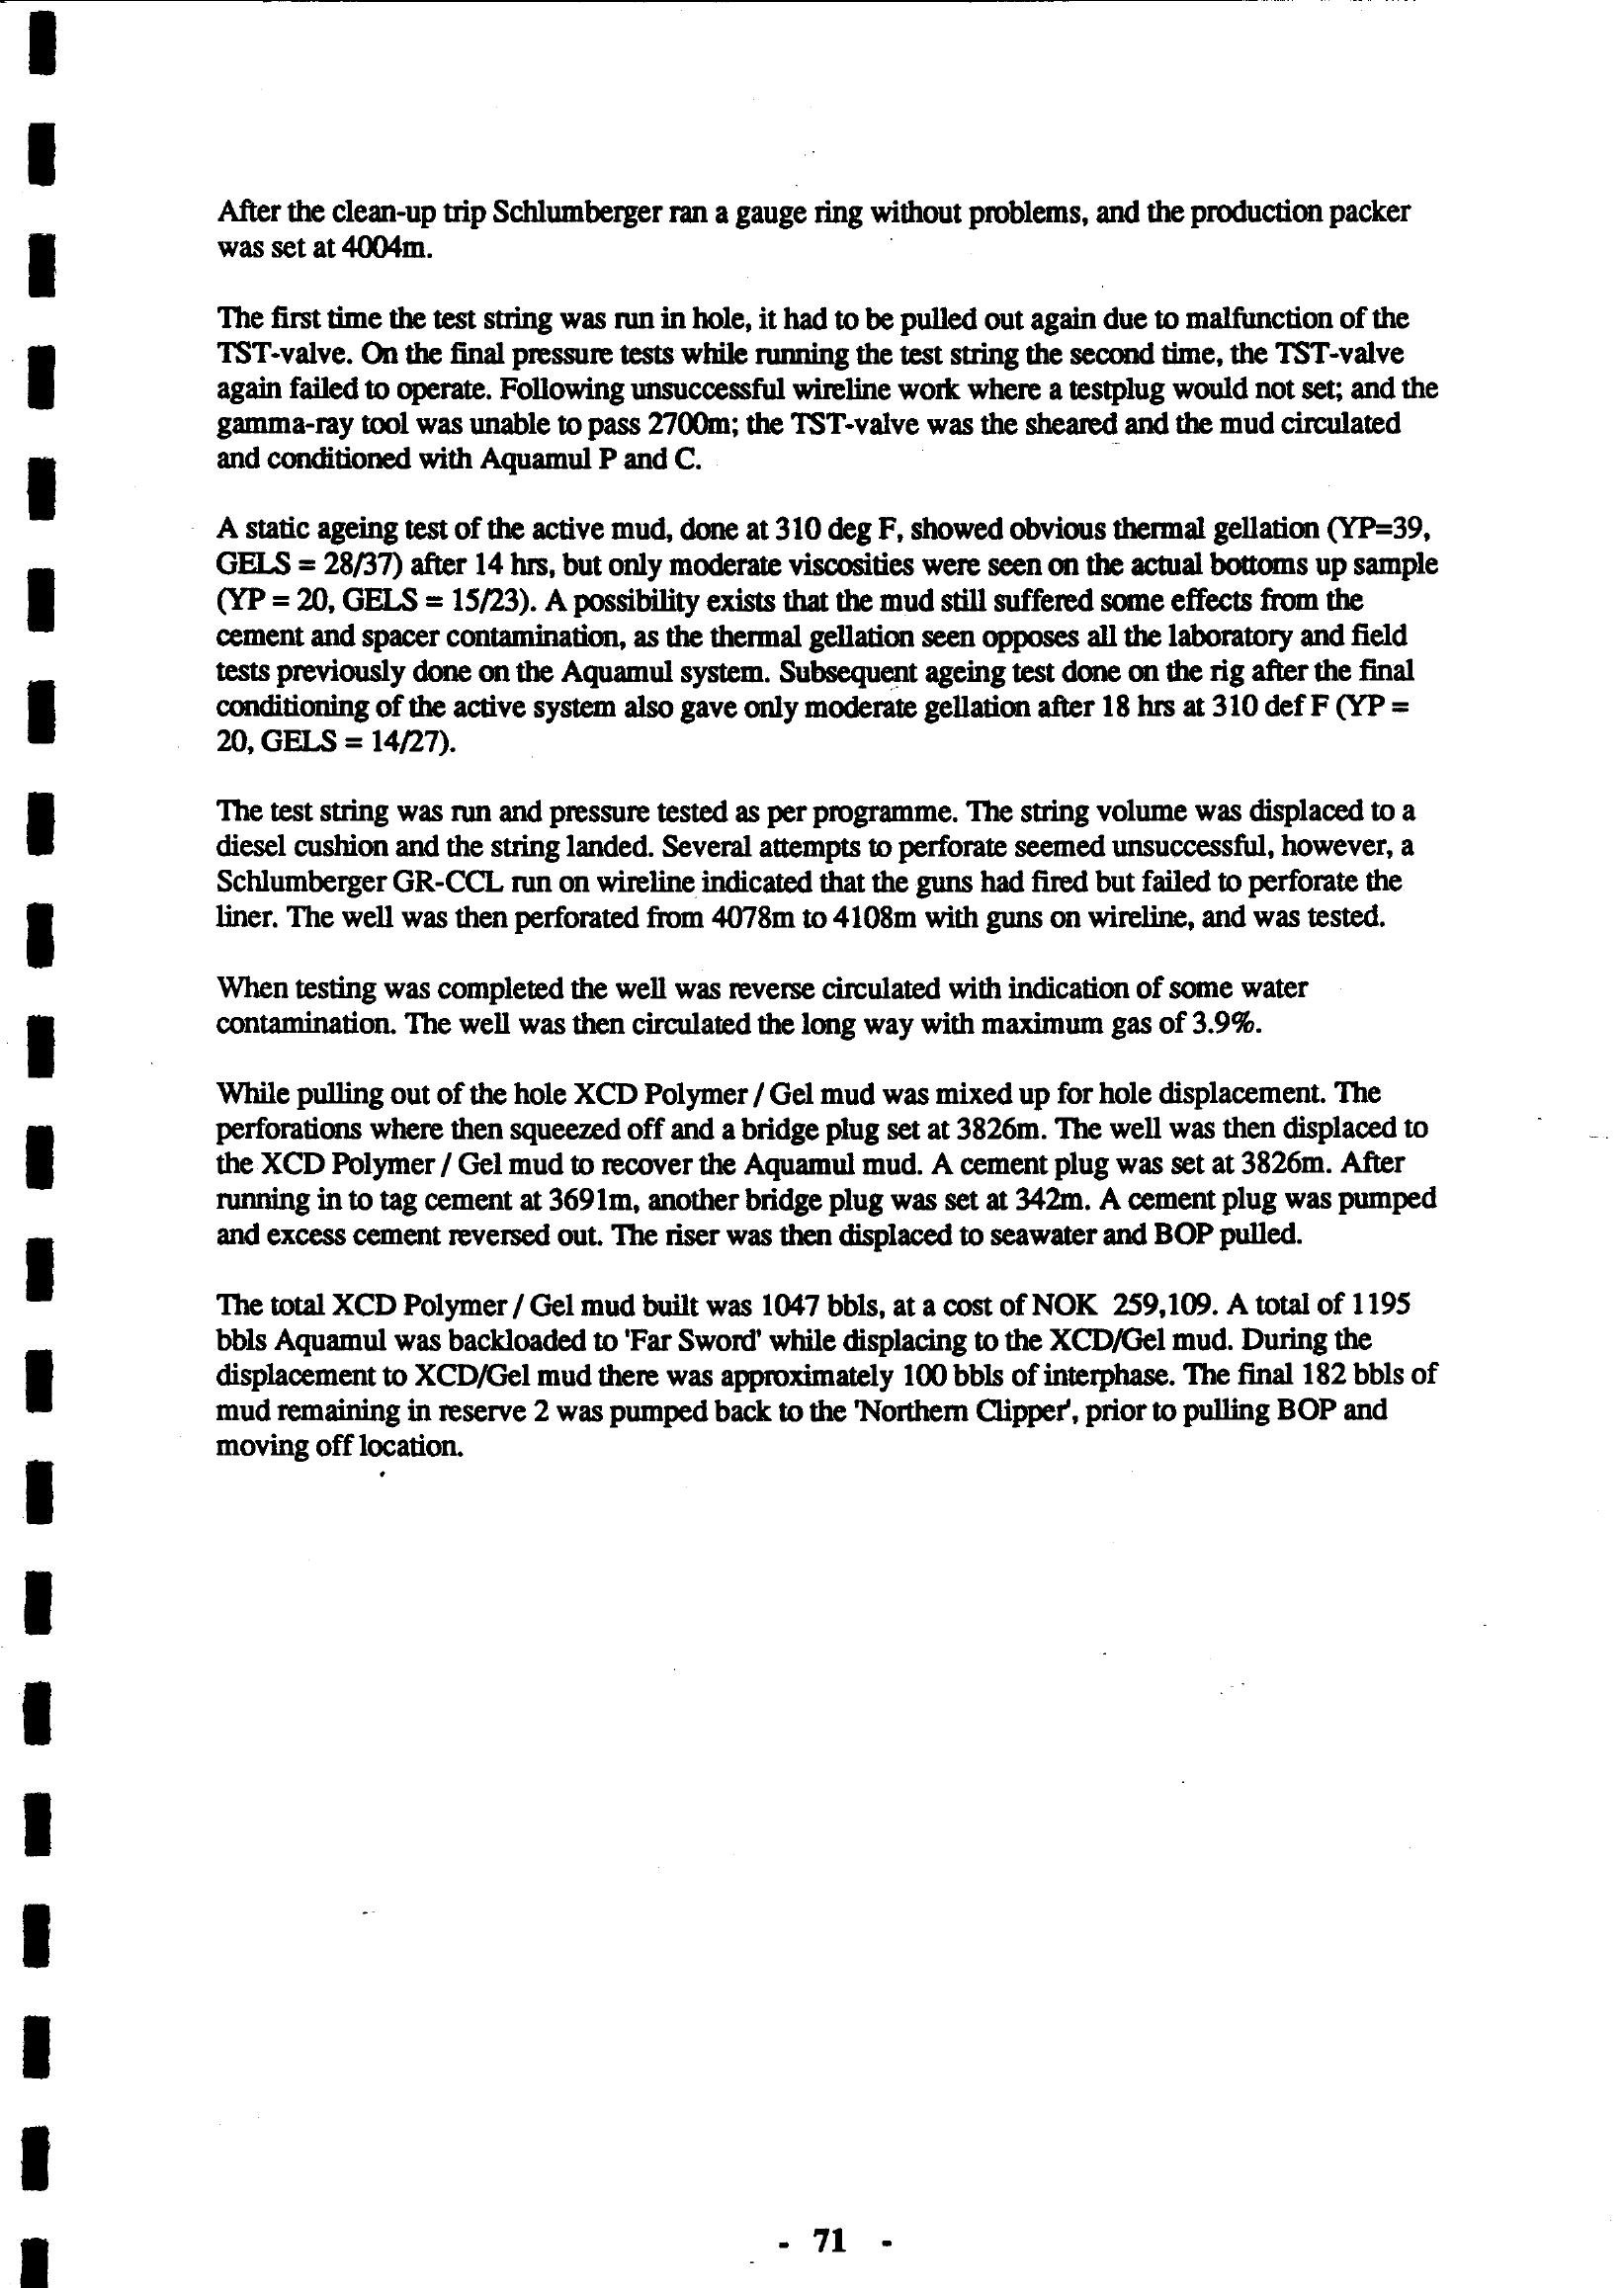 After the clean-up trip Schlumberger ran a gauge ring without problems, and the production packer
was set at 4004m.
The first time the test string was run in hole, it had to be pulled out again due to malfunction of the
TST-valve. On the final pressure tests while running the test string the second time, the TST-valve
again failed to operate. Following unsuccessful wireline work where a testplug would not set; and the
gamma-ray tool was unable to pass 2700m; the TST-valve was the sheared and the mud circulated
and conditioned with Aquamul P and C.
A static ageing test of the active mud, done at 310 deg F, showed obvious thermal gellation (YP=39,
GELS = 28/37) after 14 hrs, but only moderate viscosities were seen on the actual bottoms up sample
(YP = 20, GELS = 15/23). A possibility exists that the mud still suffered some effects from the
cement and spacer contamination, as the thermal gellation seen opposes all the laboratory and field
tests previously done on the Aquamul system. Subsequent ageing test done on the rig after the final
conditioning of the active system also gave only moderate gellation after 18 hrs at 310 def F (YP =
20, GELS = 14/27).
The test string was run and pressure tested as per programme. The string volume was displaced to a
diesel cushion and the string landed. Several attempts to perforate seemed unsuccessful, however, a
Schlumberger GR-CCL run on wireline indicated that the guns had fired but failed to perforate the
liner. The well was then perforated from 4078m to 4108m with guns on wireline, and was tested.
When testing was completed the well was reverse circulated with indication of some water
contamination. The well was then circulated the long way with maximum gas of 3.9%.
While pulling out of the hole XCD Polymer / Gel mud was mixed up for hole displacement. The
perforations where then squeezed off and a bridge plug set at 3826m. The well was then displaced to
the XCD Polymer / Gel mud to recover the Aquamul mud. A cement plug was set at 3826m. After
running in to tag cement at 3691m, another bridge plug was set at 342m. A cement plug was pumped
and excess cement reversed out. The riser was then displaced to seawater and BOP pulled.
The total XCD Polymer / Gel mud built was 1047 bbls, at a cost of NOK 259,109. A total of 1195
bbls Aquamul was backloaded to 'Far Sword' while displacing to the XCD/Gel mud. During the
displacement to XCD/Gel mud there was approximately 100 bbls of interphase. The final 182 bbls of
mud remaining in reserve 2 was pumped back to the 'Northern Clipper', prior to pulling BOP and
moving off location.
- 71 -